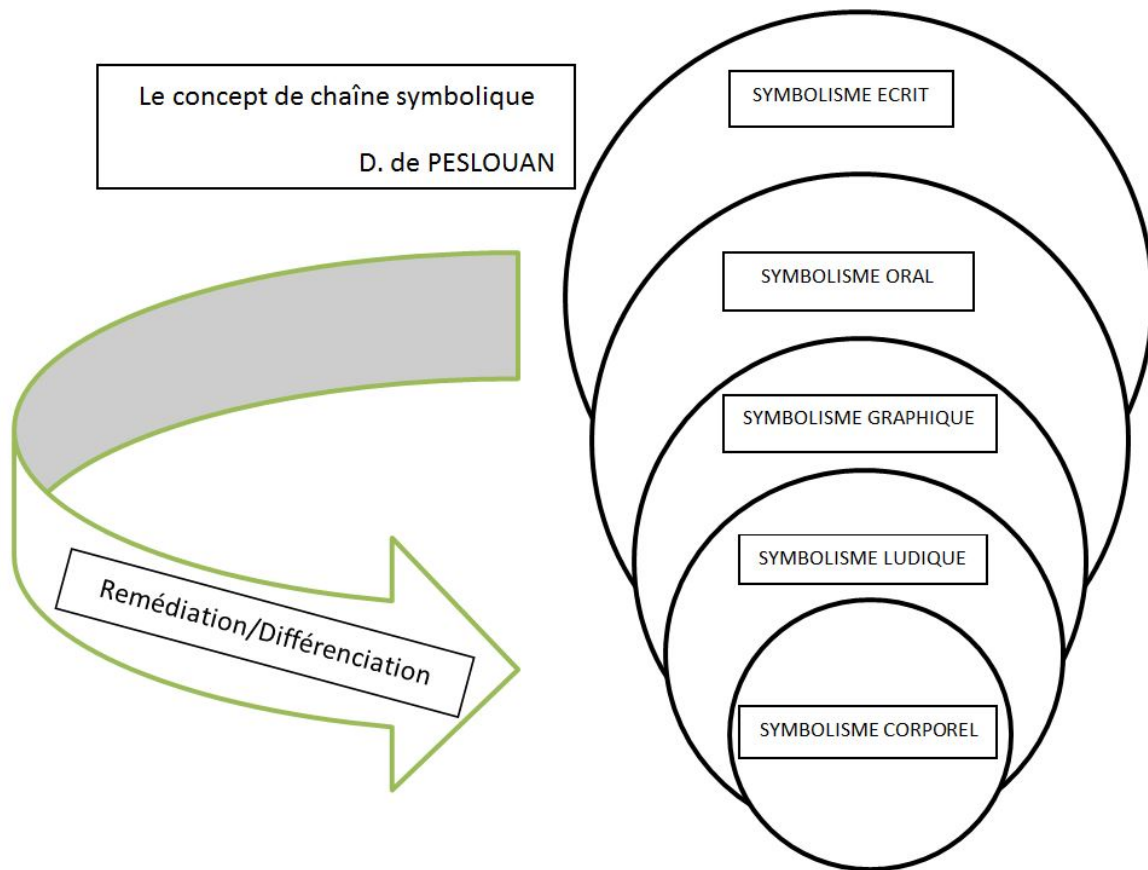 Le concept de chaîne symbolique
D. de PESLOUAN
SYMBOLISME ECRIT
SYMBOLISME ORAL
SYMBOLISME GRAPHIQUE
SYMBOLISME LUDIQUE
SYMBOLISME CORPOREL
Remédiation/Différenciation